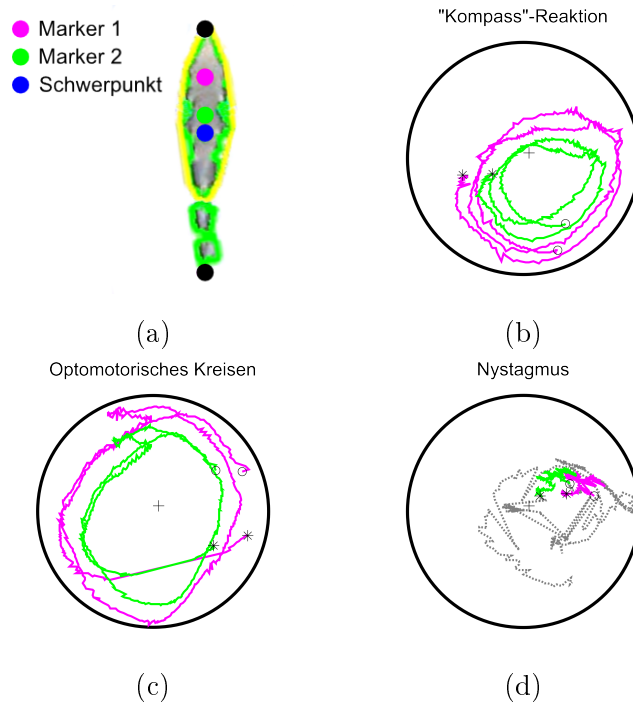 Marker 1
Marker 2
Schwerpunkt
(a)
"Kompass"-Reaktion
(b)
Optomotorisches Kreisen
(c)
Nystagmus
(d)